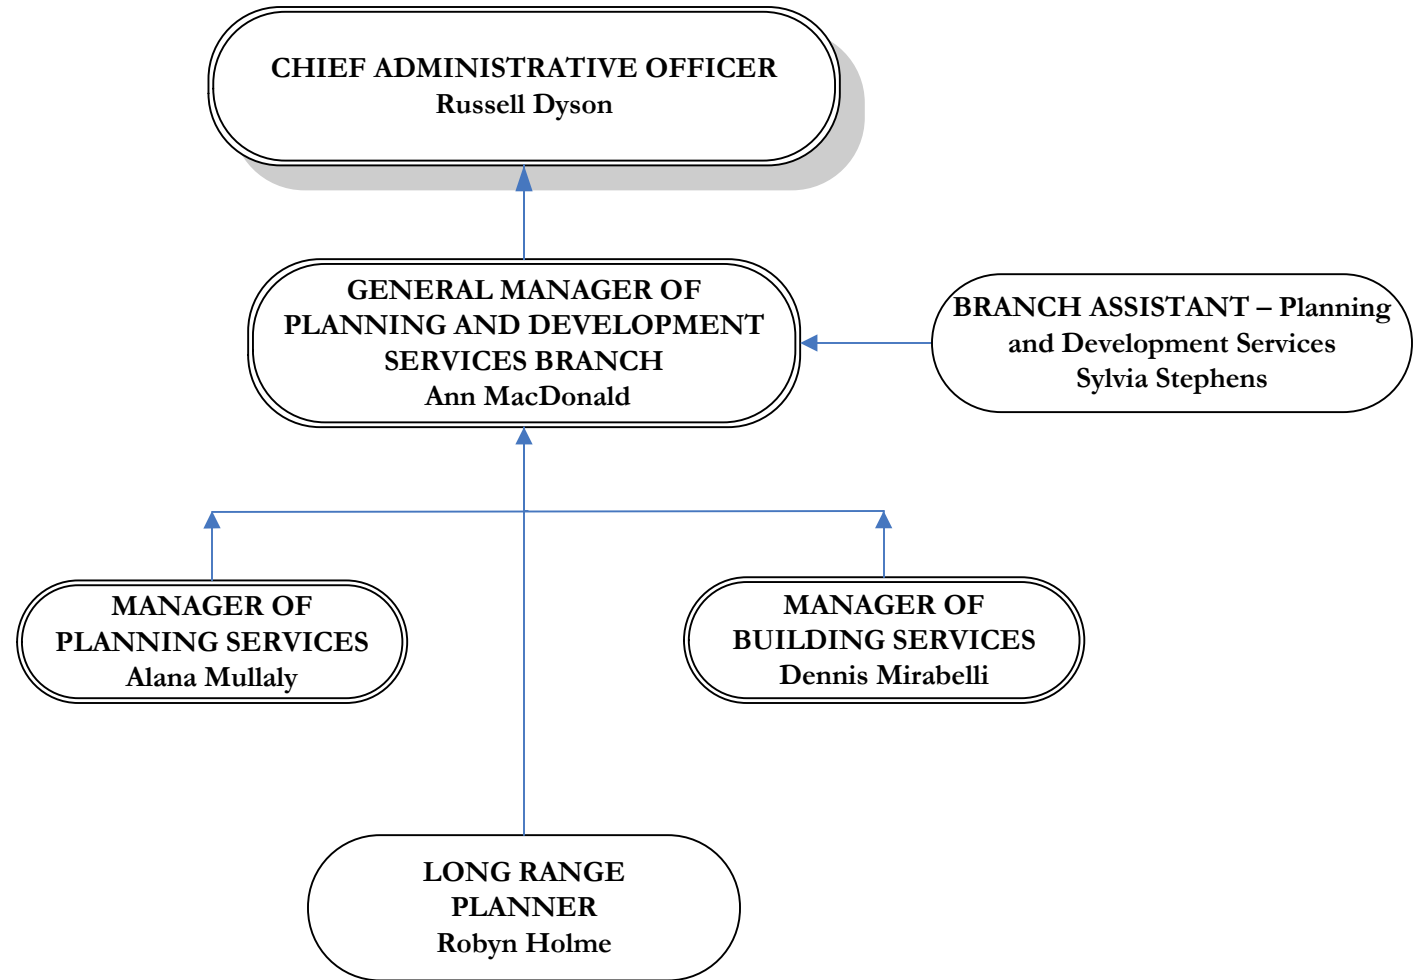 CHIEF ADMINISTRATIVE OFFICER
Russell Dyson
GENERAL MANAGER OF
PLANNING AND DEVELOPMENT
SERVICES BRANCH
Ann MacDonald
BRANCH ASSISTANT – Planning
and Development Services
Sylvia Stephens
MANAGER OF
PLANNING SERVICES
Alana Mullaly
MANAGER OF
BUILDING SERVICES
Dennis Mirabelli
LONG RANGE
PLANNER
Robyn Holme